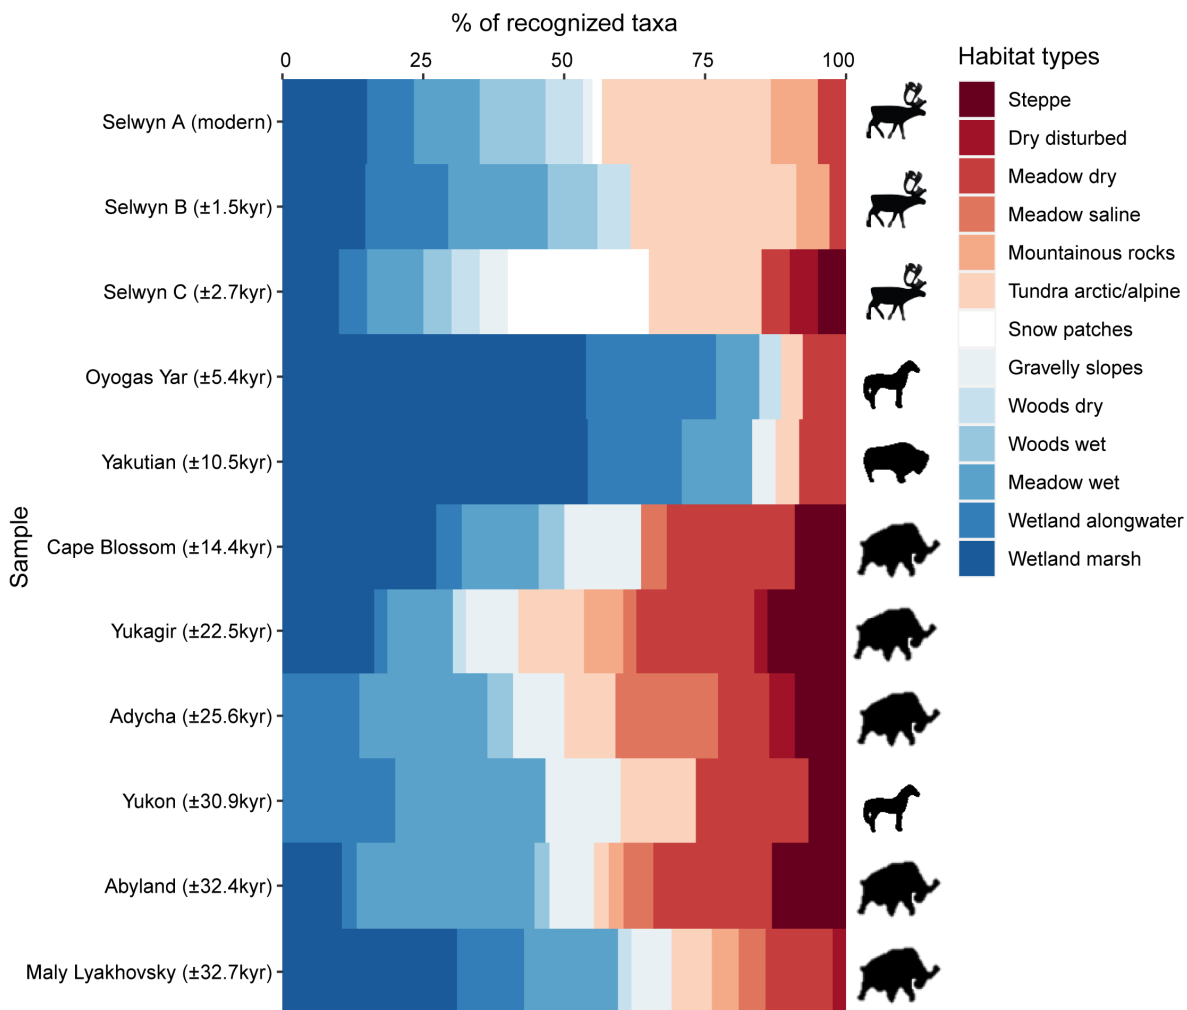 % of recognized taxa
0 25 50 75 100
Habitat types
Steppe
Dry disturbed
Meadow dry
Meadow saline
Mountainous rocks
Tundra arctic/alpine
Snow patches
Gravelly slopes
Woods dry
Woods wet
Meadow wet
Wetland alongwater
Wetland marsh
Sample
Selwyn A (modern)
Selwyn B (±1.5kyr)
Selwyn C (±2.7kyr)
Oyogas Yar (±5.4kyr)
Yakutian (±10.5kyr)
Cape Blossom (±14.4kyr)
Yukagir (±22.5kyr)
Adycha (±25.6kyr)
Yukon (±30.9kyr)
Abyland (±32.4kyr)
Maly Lyakhovsky (±32.7kyr)